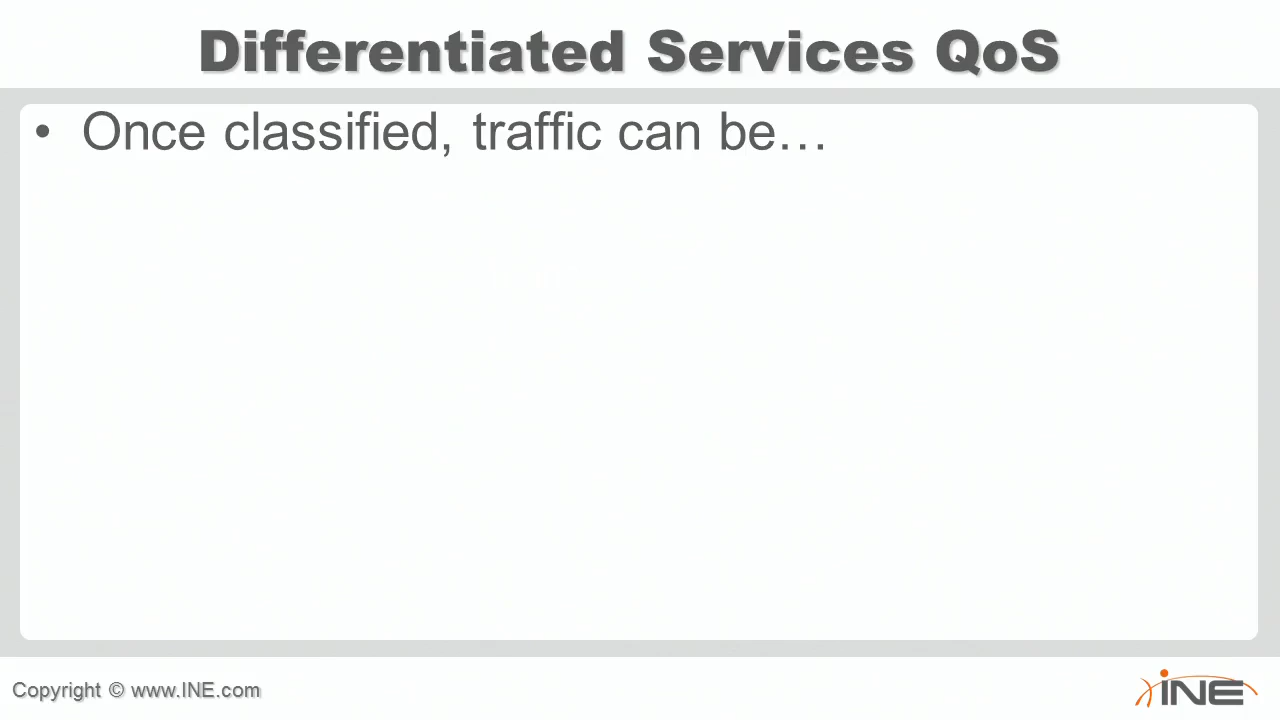 Differentiated Services QoS
• Once classified, traffic can be…
Copyright © www.INE.com
INE